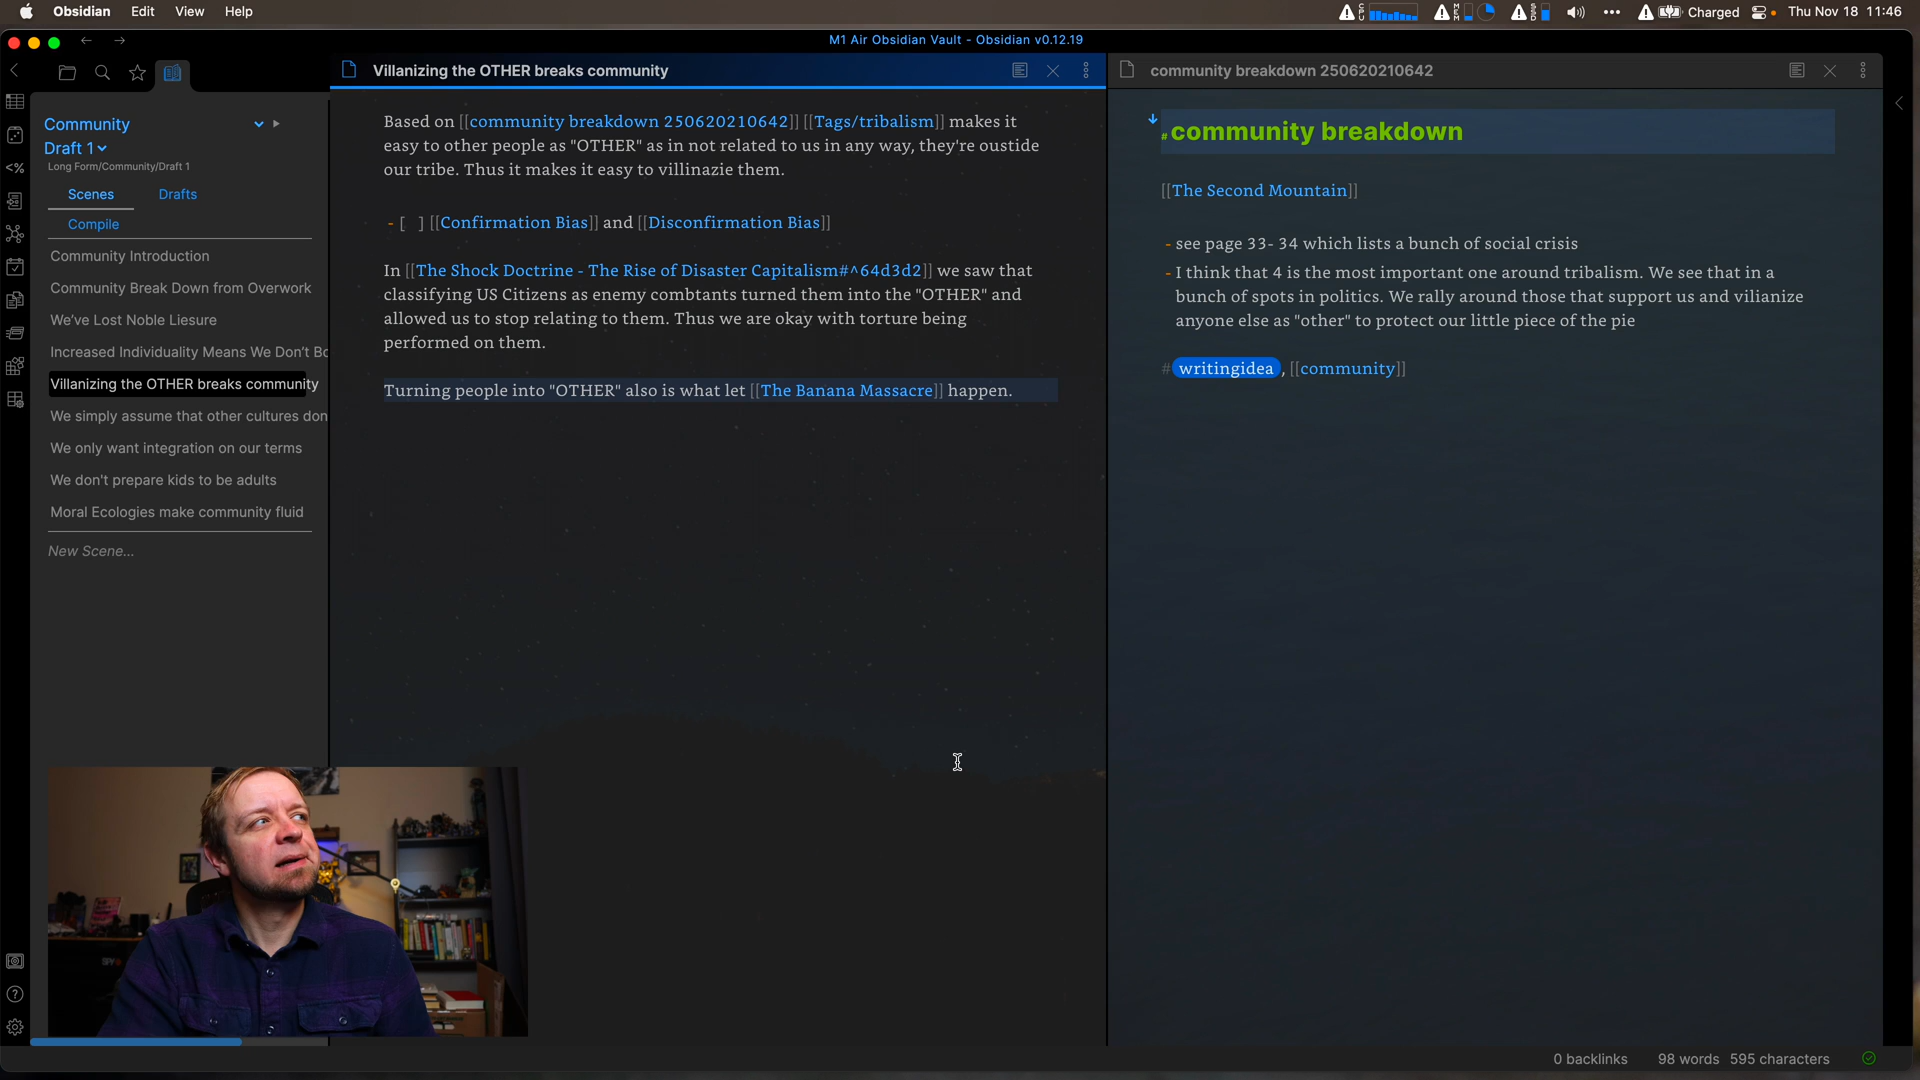 Obsidian Edit View Help
Charged Thu Nov 18 11:46
M1 Air Obsidian Vault - Obsidian v0.12.19
Villanizing the OTHER breaks community
community breakdown 250620210642
Community
Draft 1
Long Form/Community/Draft 1
Scenes Drafts
Compile
Community Introduction
Community Break Down from Overwork
We've Lost Noble Liesure
Increased Individuality Means We Don't Bo
Villanizing the OTHER breaks community
We simply assume that other cultures don
We only want integration on our terms
We don't prepare kids to be adults
Moral Ecologies make community fluid
New Scene...
Based on [[community breakdown 250620210642]] [[Tags/tribalism]] makes it
easy to other people as "OTHER" as in not related to us in any way, they're oustide
our tribe. Thus it makes it easy to villinazie them.
- [ ] [[Confirmation Bias]] and [[Disconfirmation Bias]]
In [[The Shock Doctrine - The Rise of Disaster Capitalism#^64d3d2]] we saw that
classifying US Citizens as enemy combtants turned them into the "OTHER" and
allowed us to stop relating to them. Thus we are okay with torture being
performed on them.
Turning people into "OTHER" also is what let [[The Banana Massacre]] happen.
# community breakdown
[[The Second Mountain]]
- see page 33- 34 which lists a bunch of social crisis
- I think that 4 is the most important one around tribalism. We see that in a
bunch of spots in politics. We rally around those that support us and vilianize
anyone else as "other" to protect our little piece of the pie
#writingidea, [[community]]
0 backlinks 98 words 595 characters